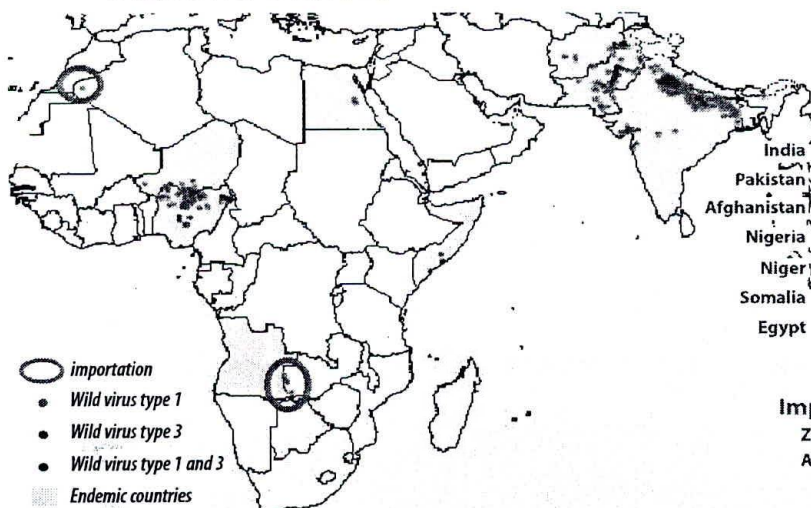 India
Pakistan
Afghanistan
Nigeria
Niger
Somalia
Egypt
importation
Wild virus type 1
Wild virus type 3
Wild virus type 1 and 3
Endemic countries
Imp
Z
A